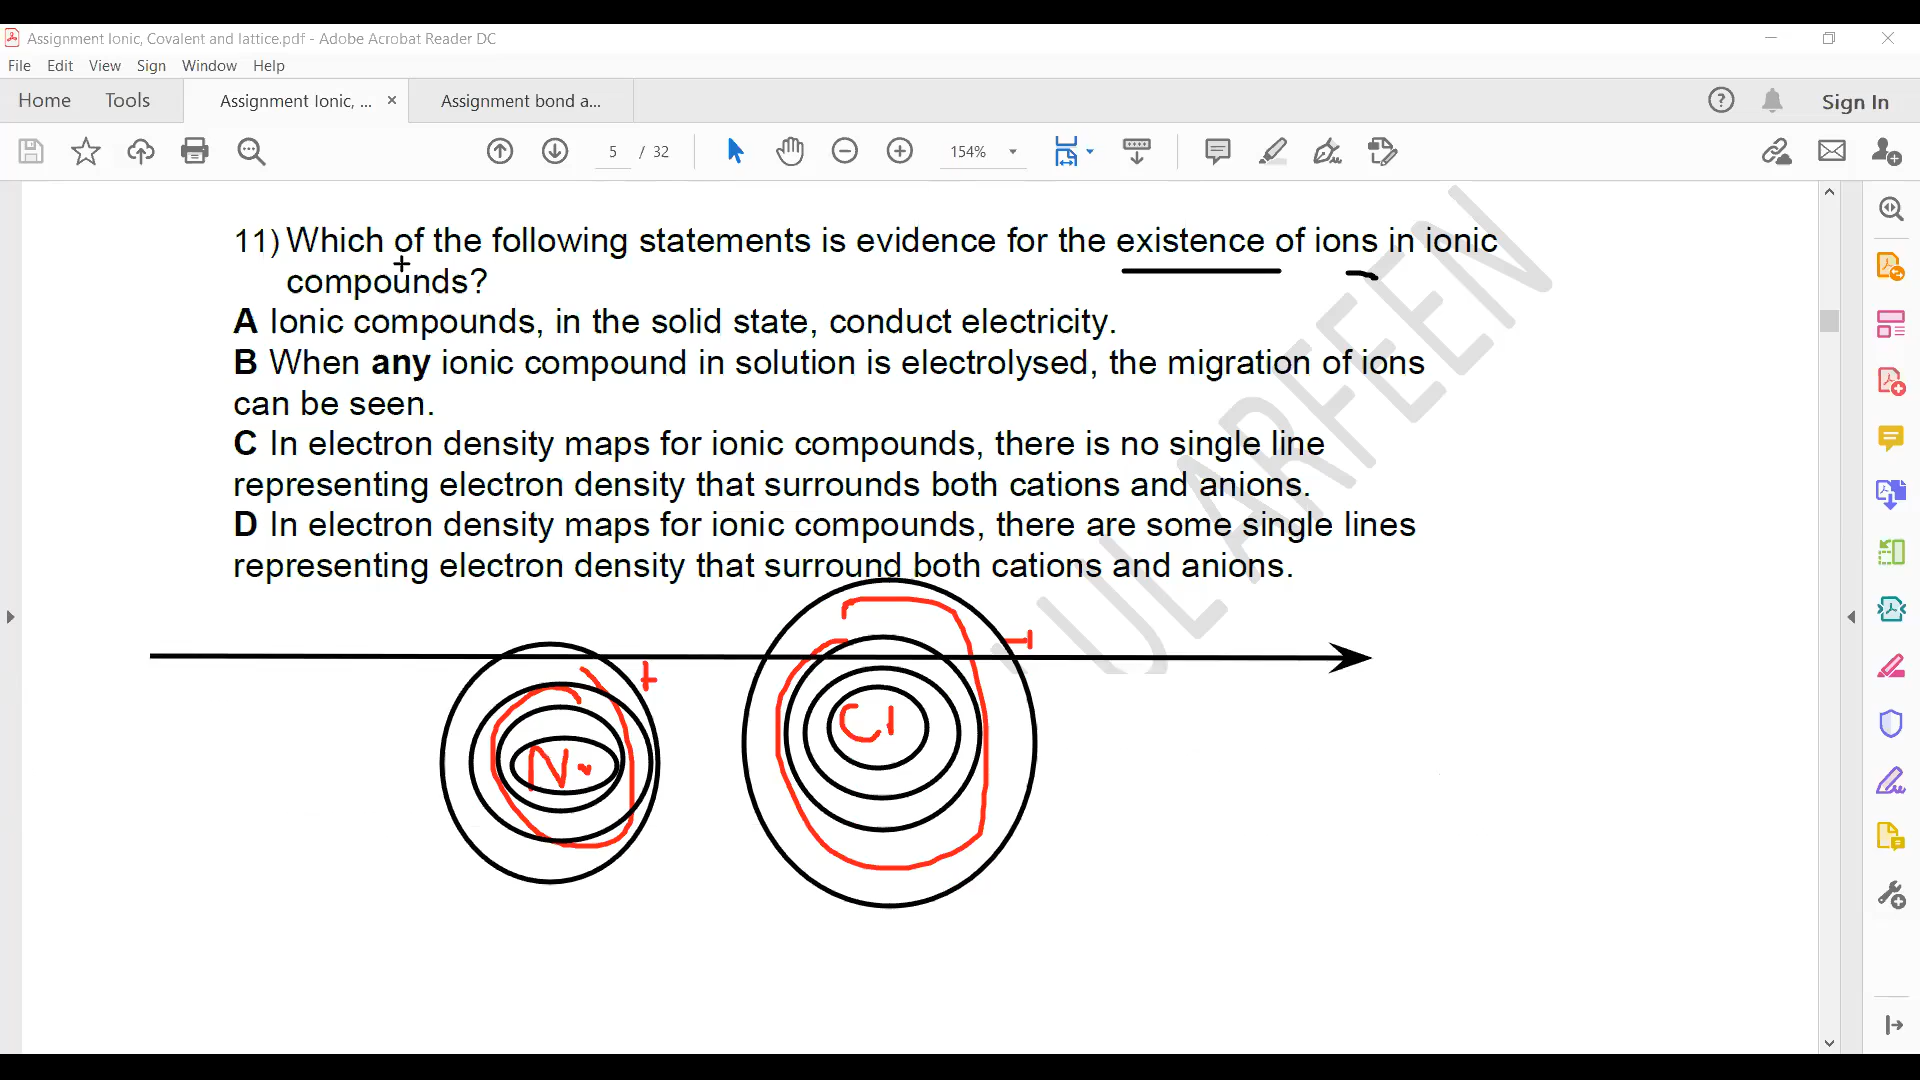 Assignment Ionic, Covalent and lattice.pdf - Adobe Acrobat Reader DC
File Edit View Sign Window Help
Home Tools Assignment Ionic, ... × Assignment bond a... Sign In
5 / 32 154%
11) Which of the following statements is evidence for the existence of ions in ionic
compounds?
A Ionic compounds, in the solid state, conduct electricity.
B When any ionic compound in solution is electrolysed, the migration of ions
can be seen.
C In electron density maps for ionic compounds, there is no single line
representing electron density that surrounds both cations and anions.
D In electron density maps for ionic compounds, there are some single lines
representing electron density that surround both cations and anions.
UL ARFEEN
+ -
Cl